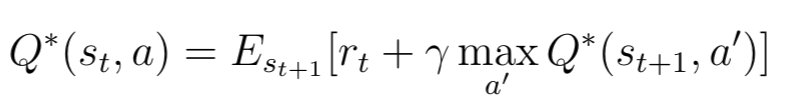 Q*(s_t, a) = E_{s_{t+1}}[r_t + γ max_{a′} Q*(s_{t+1}, a′)]